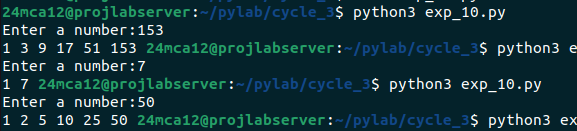 24mca12@projlabserver:~/pylab/cycle_3$ python3 exp_10.py
Enter a number:153
1 3 9 17 51 153 24mca12@projlabserver:~/pylab/cycle_3$ python3 e
Enter a number:7
1 7 24mca12@projlabserver:~/pylab/cycle_3$ python3 exp_10.py
Enter a number:50
1 2 5 10 25 50 24mca12@projlabserver:~/pylab/cycle_3$ python3 ex